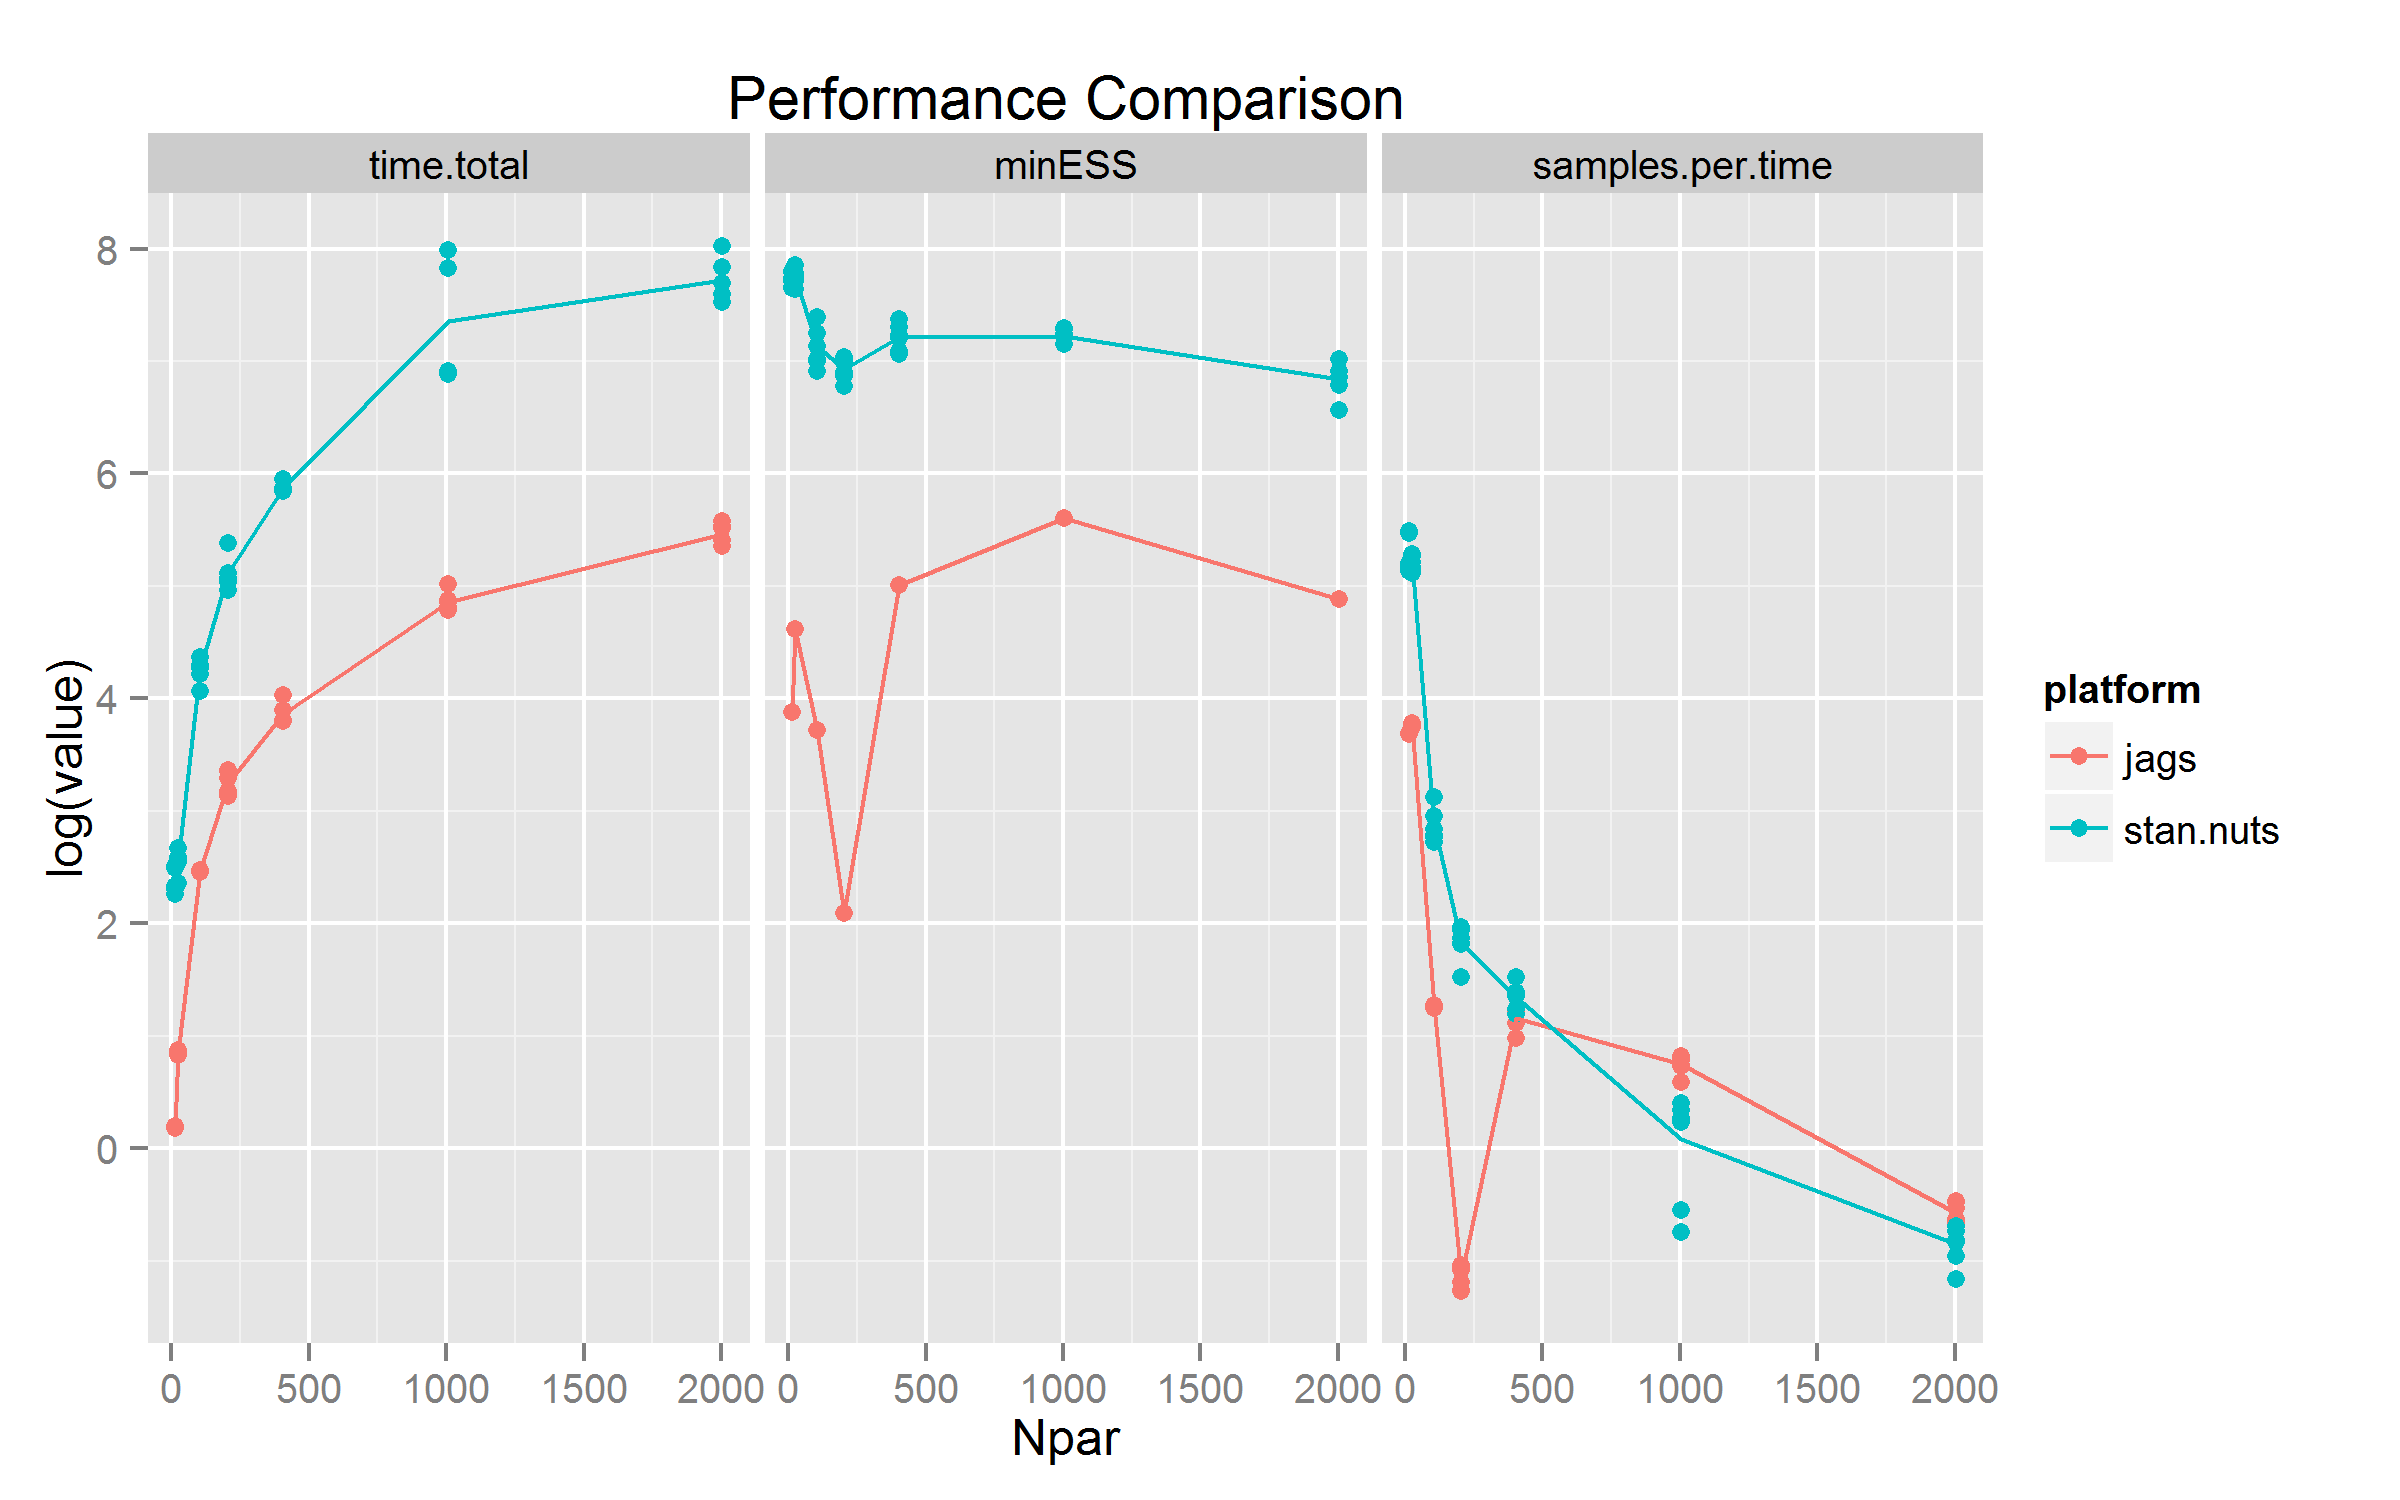 Performance Comparison
time.total
minESS
samples.per.time
8
6
4
2
0
log(value)
0 500 1000 1500 2000
0 500 1000 1500 2000
0 500 1000 1500 2000
Npar
platform
jags
stan.nuts